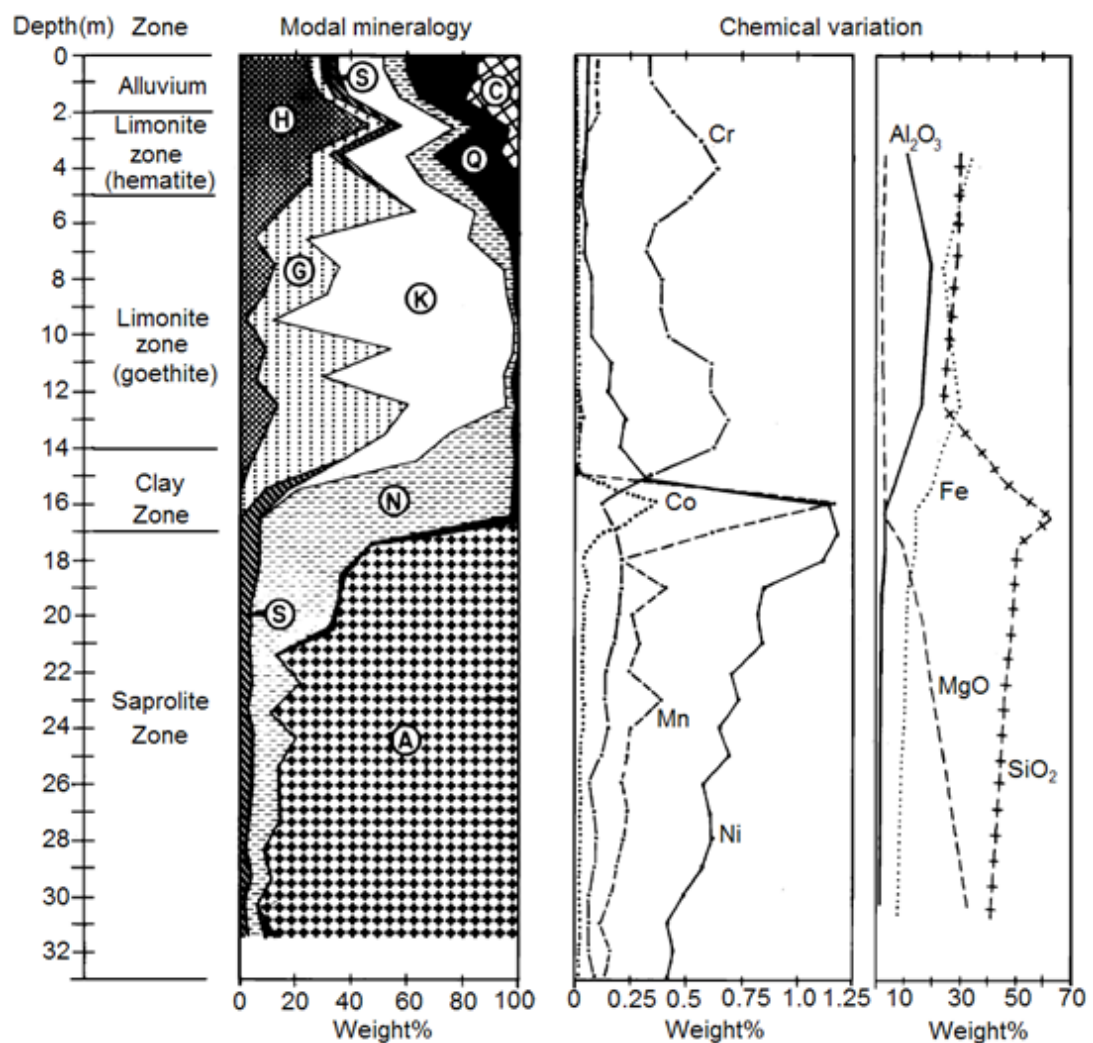 Depth(m) Zone Modal mineralogy Chemical variation
0
2
4
6
8
10
12
14
16
18
20
22
24
26
28
30
32
Alluvium
Limonite
zone
(hematite)
Limonite
zone
(goethite)
Clay
Zone
Saprolite
Zone
S
C
H
Q
G
K
N
S
A
Cr
Co
Mn
Ni
Al₂O₃
Fe
MgO
SiO₂
0 20 40 60 80 100
Weight%
0 0.25 0.5 0.75 1.0 1.25
Weight%
10 30 50 70
Weight%